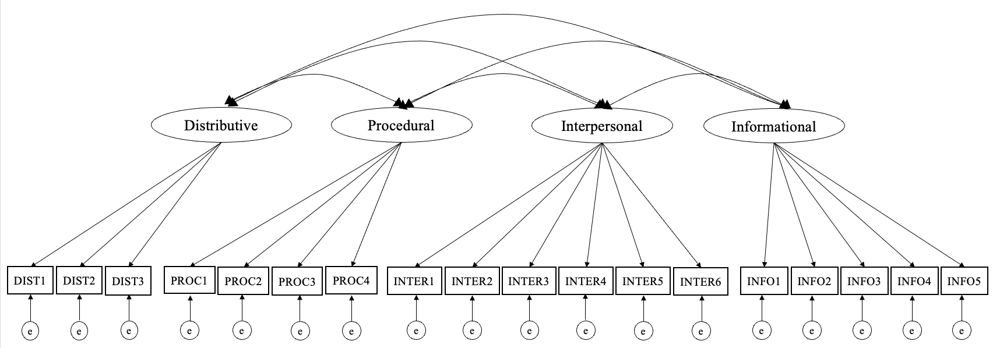 Distributive Procedural Interpersonal Informational
DIST1 DIST2 DIST3 PROC1 PROC2 PROC3 PROC4 INTER1 INTER2 INTER3 INTER4 INTER5 INTER6 INFO1 INFO2 INFO3 INFO4 INFO5
e e e e e e e e e e e e e e e e e e